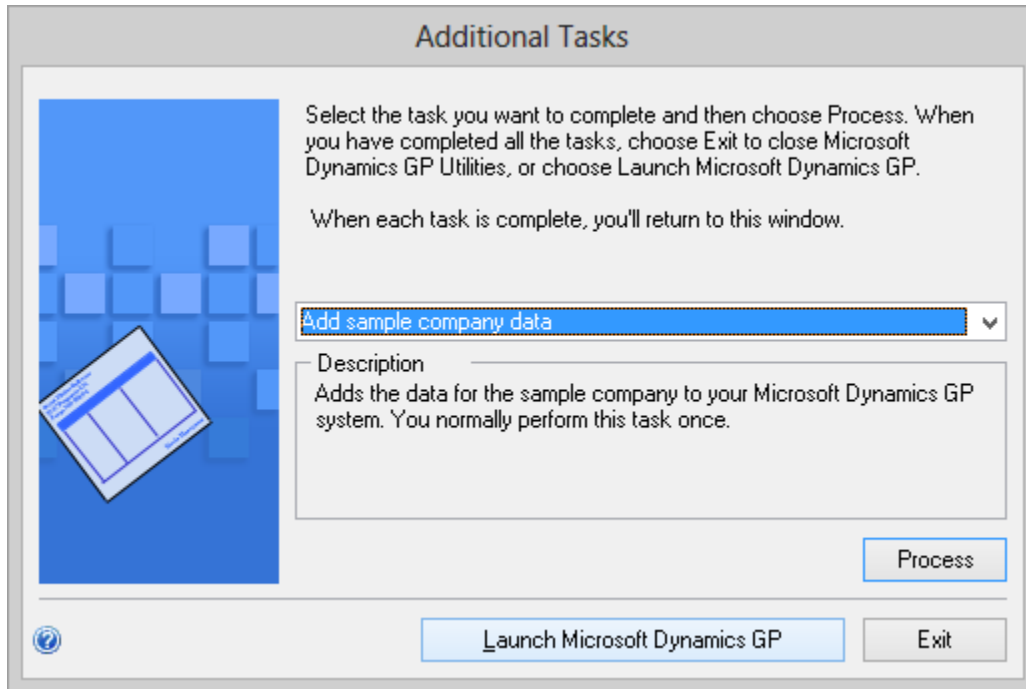 Additional Tasks
Select the task you want to complete and then choose Process. When
you have completed all the tasks, choose Exit to close Microsoft
Dynamics GP Utilities, or choose Launch Microsoft Dynamics GP.
When each task is complete, you'll return to this window.
Add sample company data
Description
Adds the data for the sample company to your Microsoft Dynamics GP
system. You normally perform this task once.
Process
Launch Microsoft Dynamics GP
Exit